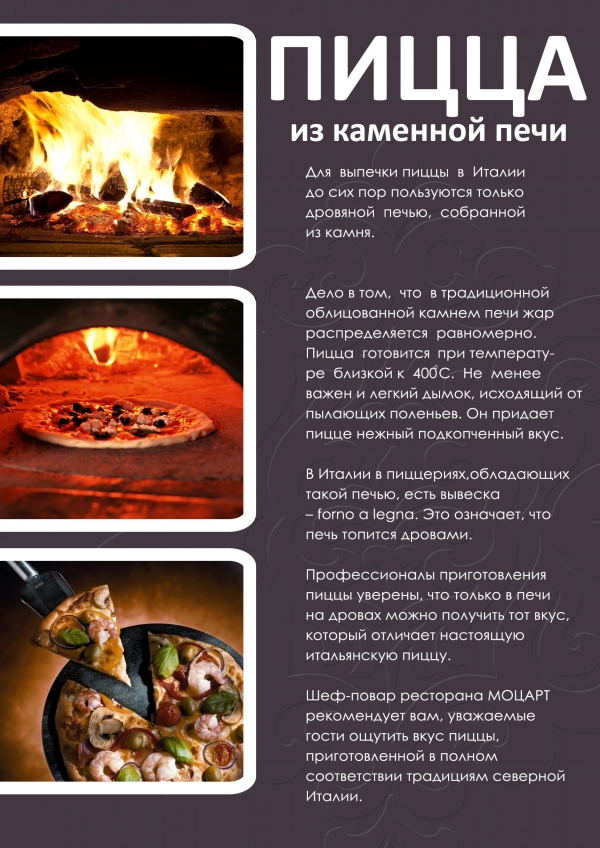 ПИЦЦА
из каменной печи
Для выпечки пиццы в Италии
до сих пор пользуются только
дровяной печью, собранной
из камня.
Дело в том, что в традиционной
облицованной камнем печи жар
распределяется равномерно.
Пицца готовится при температу-
ре близкой к 400°С. Не менее
важен и легкий дымок, исходящий от
пылающих поленьев. Он придает
пицце нежный подкопченный вкус.
В Италии в пиццериях,обладающих
такой печью, есть вывеска
– forno a legna. Это означает, что
печь топится дровами.
Профессионалы приготовления
пиццы уверены, что только в печи
на дровах можно получить тот вкус,
который отличает настоящую
итальянскую пиццу.
Шеф-повар ресторана МОЦАРТ
рекомендует вам, уважаемые
гости ощутить вкус пиццы,
приготовленной в полном
соответствии традициям северной
Италии.